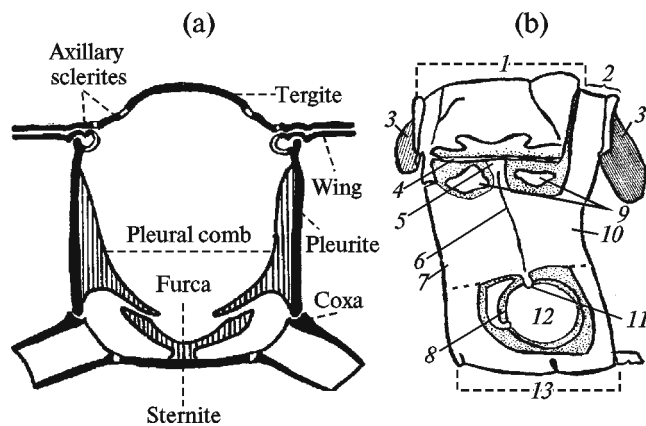 (a)
Axillary
sclerites
Tergite
Wing
Pleural comb
Pleurite
Furca
Coxa
Sternite
(b)
1
2
3
3
4
5
9
6
10
7
12
11
8
13